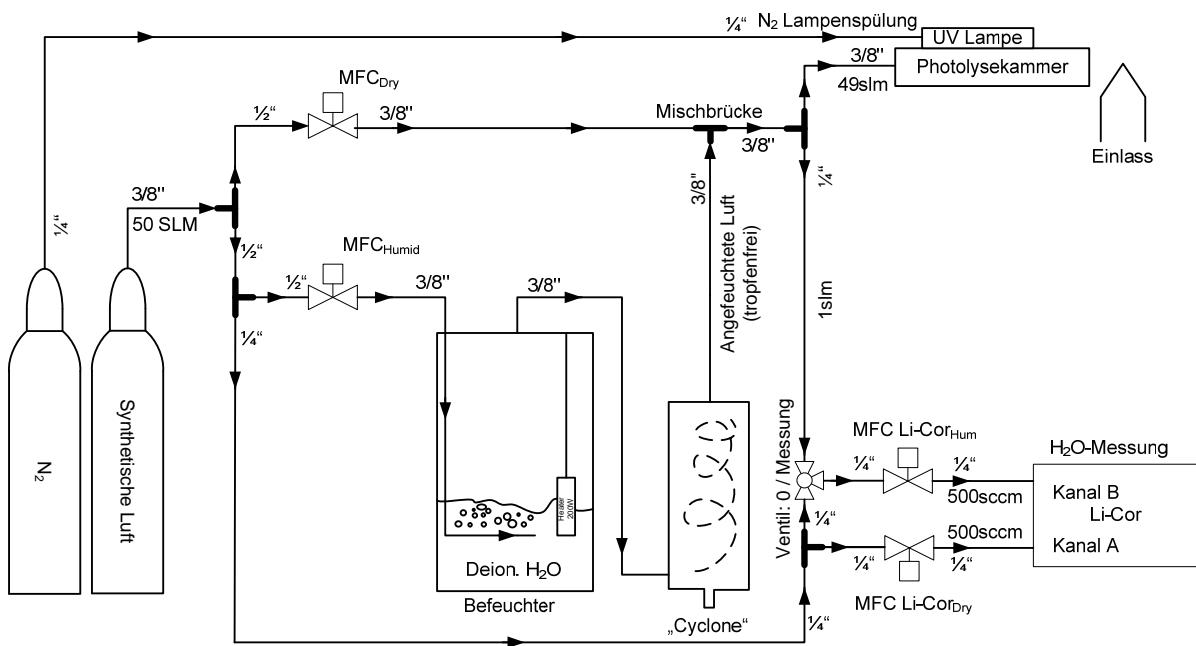 ¼“
N₂ Lampenspülung
UV Lampe
3/8"
49slm
Photolysekammer
Einlass
MFC_Dry
½“
3/8"
Mischbrücke
3/8"
¼“
¼“
3/8"
50 SLM
½“
½“
MFC_Humid
3/8"
3/8"
3/8"
Angefeuchtete Luft
(tropfenfrei)
1slm
¼“
N₂
Synthetische Luft
Heater
200W
Deion. H₂O
Befeuchter
„Cyclone“
Ventil: 0 / Messung
MFC Li-Cor_Hum
¼“
¼“
500sccm
H₂O-Messung
Kanal B
Li-Cor
Kanal A
¼“
500sccm
¼“
¼“
MFC Li-Cor_Dry
¼“